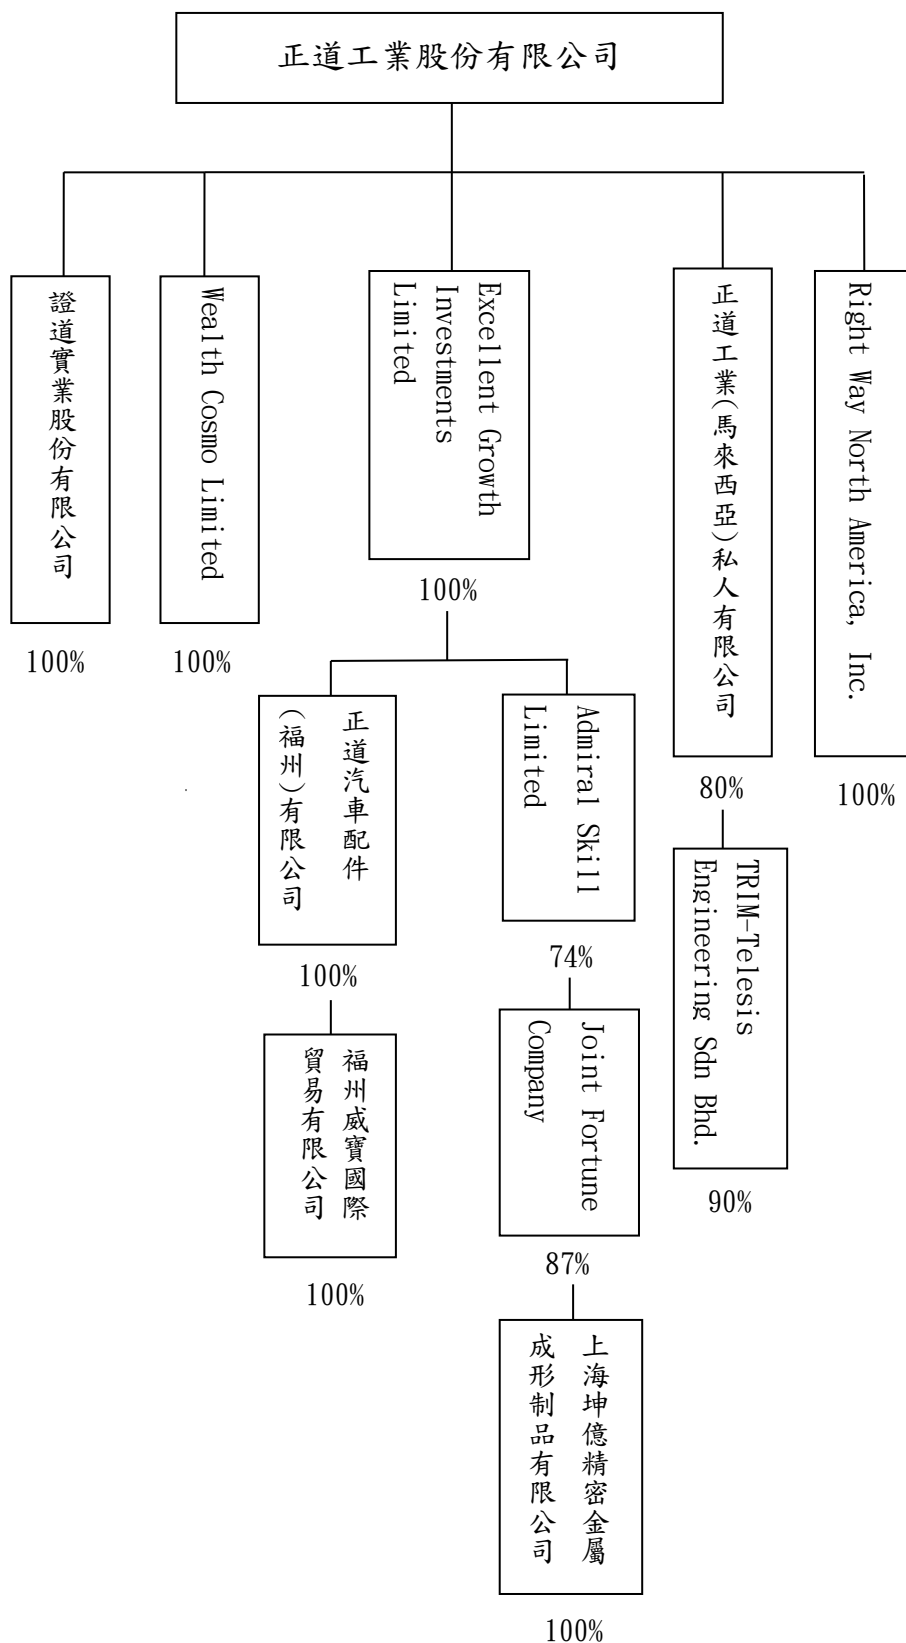 正道工業股份有限公司
證道實業股份有限公司
100%
Wealth Cosmo Limited
100%
Excellent Growth
Investments
Limited
100%
正道工業(馬來西亞)私人有限公司
80%
Right Way North America, Inc.
100%
正道汽車配件
(福州)有限公司
100%
Admiral Skill
Limited
74%
TRIM-Telesis
Engineering Sdn Bhd.
90%
福州威寶國際
貿易有限公司
100%
Joint Fortune
Company
87%
上海坤億精密金屬
成形制品有限公司
100%